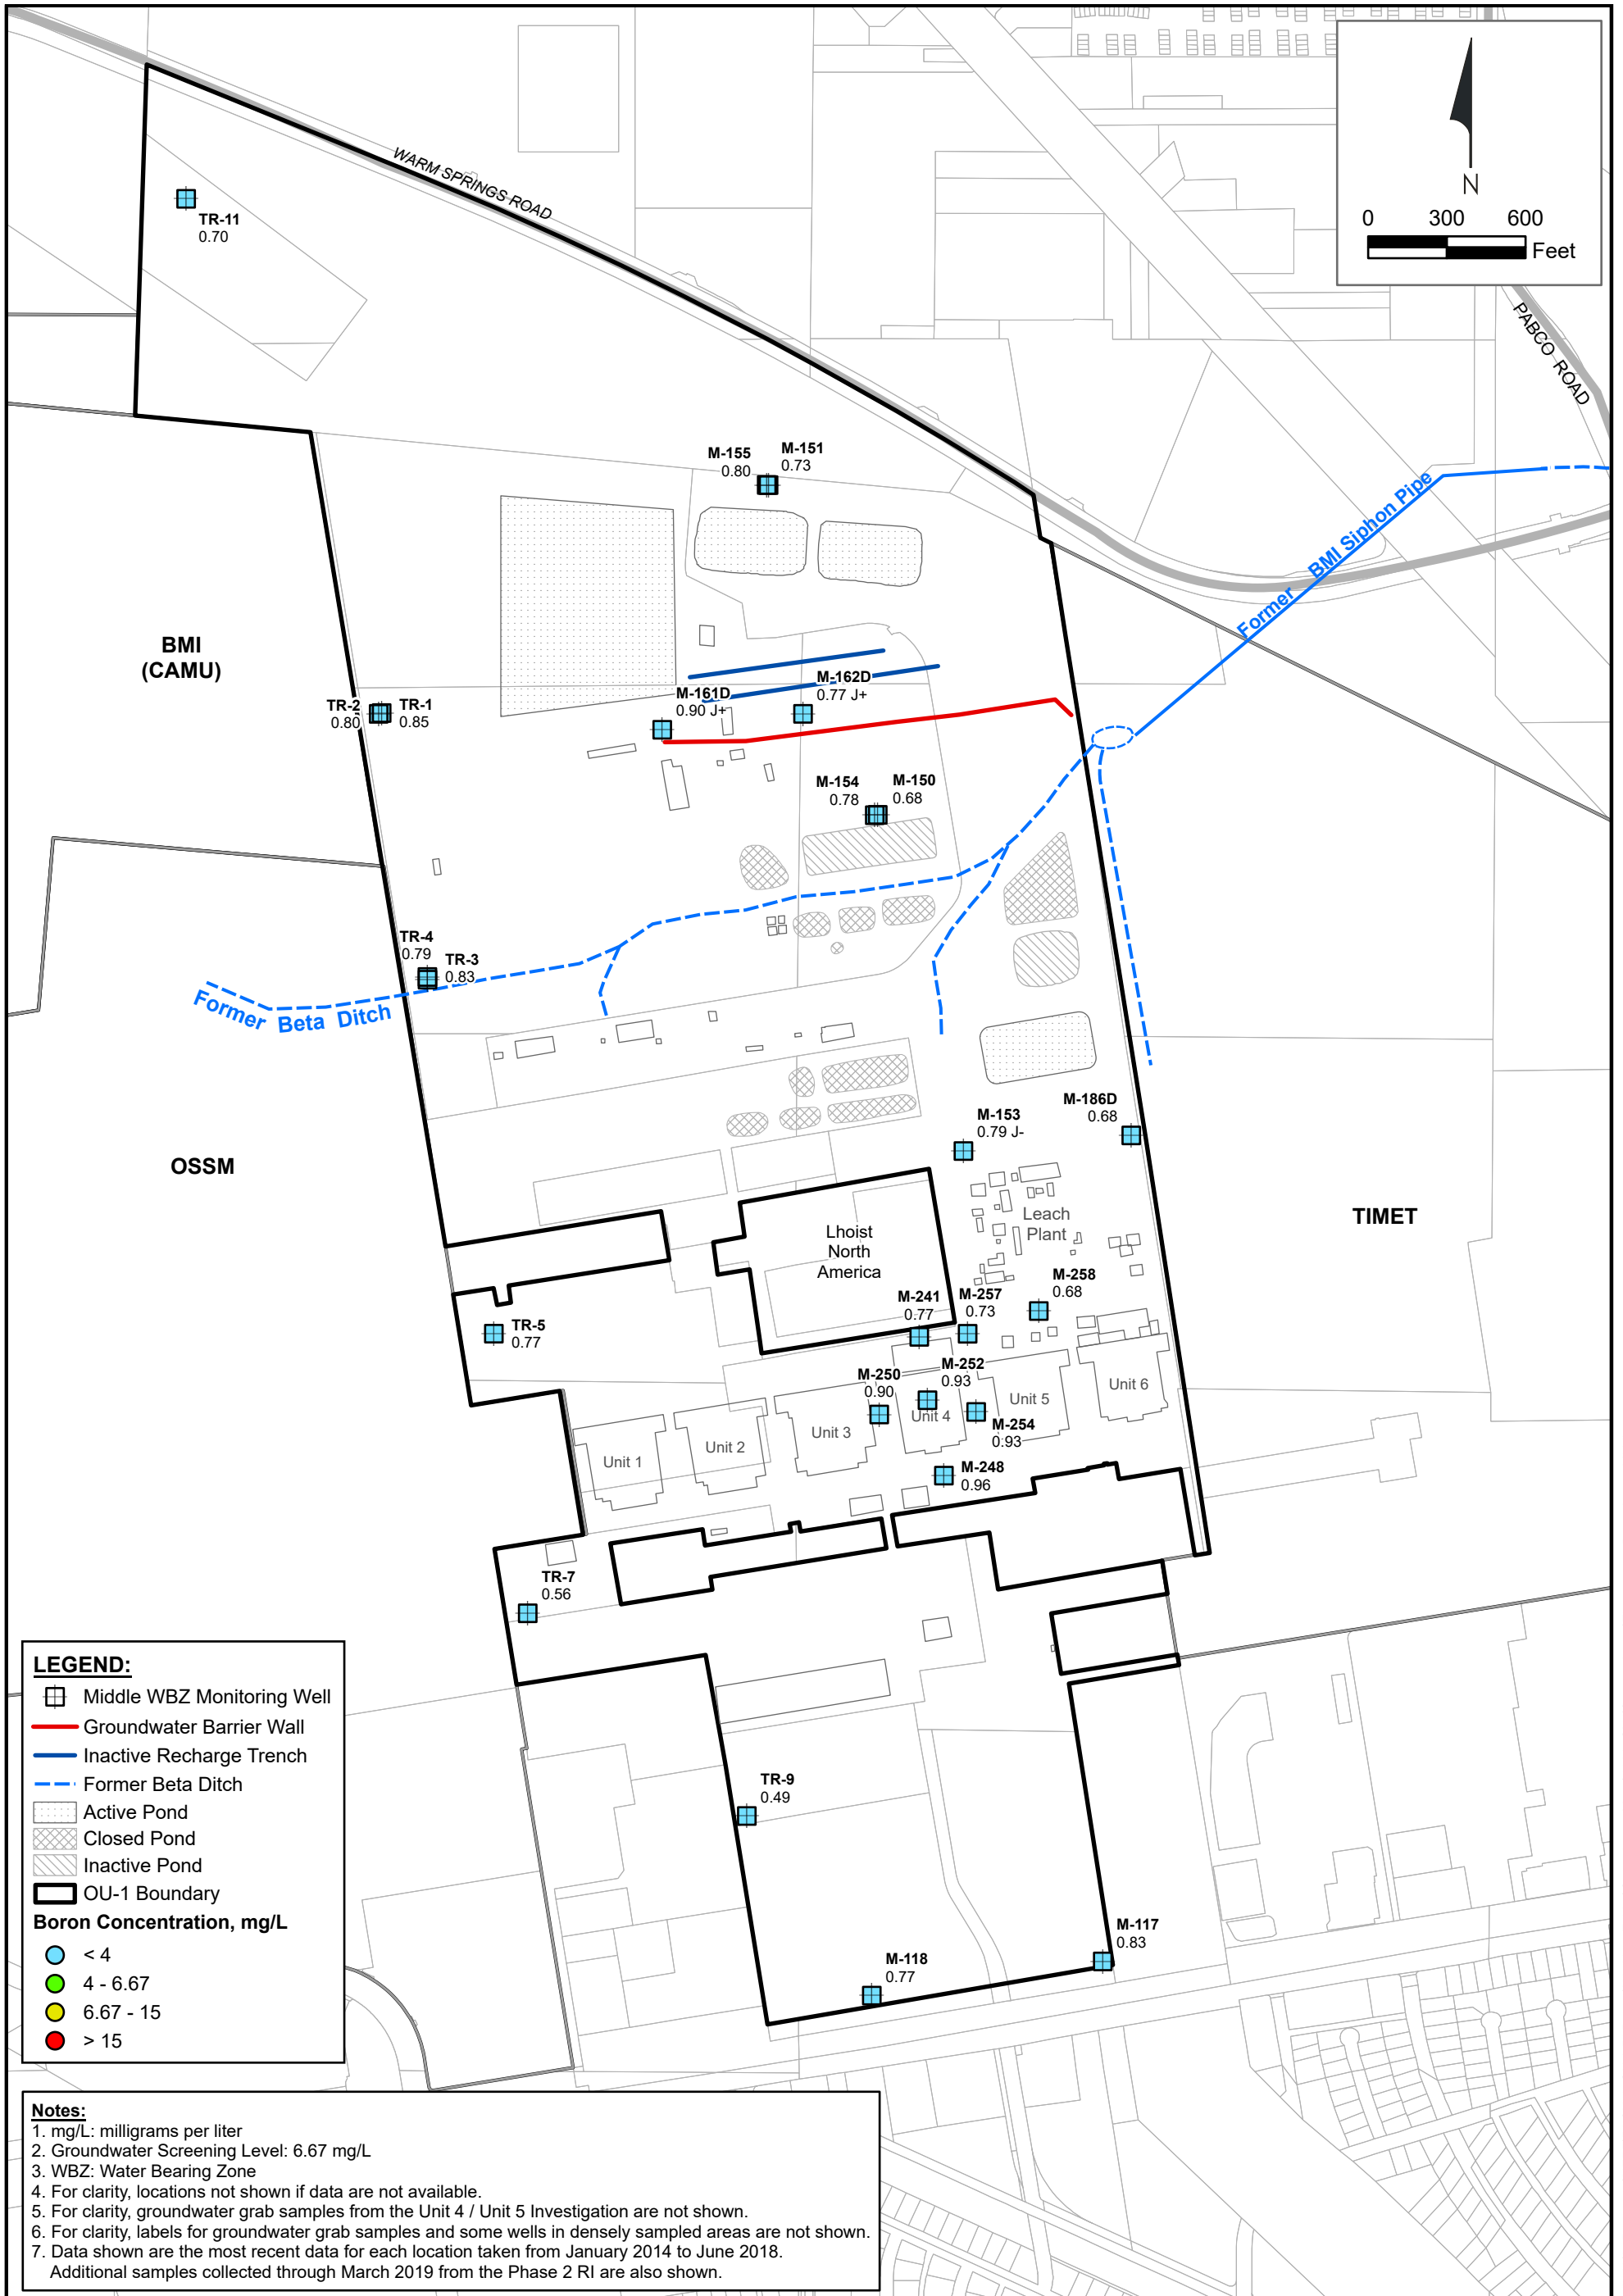 WARM SPRINGS ROAD
N
0 300 600
Feet
PABCO ROAD
TR-11
0.70
M-155
0.80
M-151
0.73
Former BMI Siphon Pipe
BMI
(CAMU)
TR-2
0.80
TR-1
0.85
M-161D
0.90 J+
M-162D
0.77 J+
M-154
0.78
M-150
0.68
TR-4
0.79
TR-3
0.83
Former Beta Ditch
OSSM
M-153
0.79 J-
M-186D
0.68
TIMET
Leach
Plant
Lhoist
North
America
M-241
0.77
M-257
0.73
M-258
0.68
TR-5
0.77
M-250
0.90
M-252
0.93
M-254
0.93
Unit 1
Unit 2
Unit 3
Unit 4
Unit 5
Unit 6
M-248
0.96
TR-7
0.56
TR-9
0.49
M-118
0.77
M-117
0.83
LEGEND:
Middle WBZ Monitoring Well
Groundwater Barrier Wall
Inactive Recharge Trench
Former Beta Ditch
Active Pond
Closed Pond
Inactive Pond
OU-1 Boundary
Boron Concentration, mg/L
< 4
4 - 6.67
6.67 - 15
> 15
Notes:
1. mg/L: milligrams per liter
2. Groundwater Screening Level: 6.67 mg/L
3. WBZ: Water Bearing Zone
4. For clarity, locations not shown if data are not available.
5. For clarity, groundwater grab samples from the Unit 4 / Unit 5 Investigation are not shown.
6. For clarity, labels for groundwater grab samples and some wells in densely sampled areas are not shown.
7. Data shown are the most recent data for each location taken from January 2014 to June 2018.
Additional samples collected through March 2019 from the Phase 2 RI are also shown.